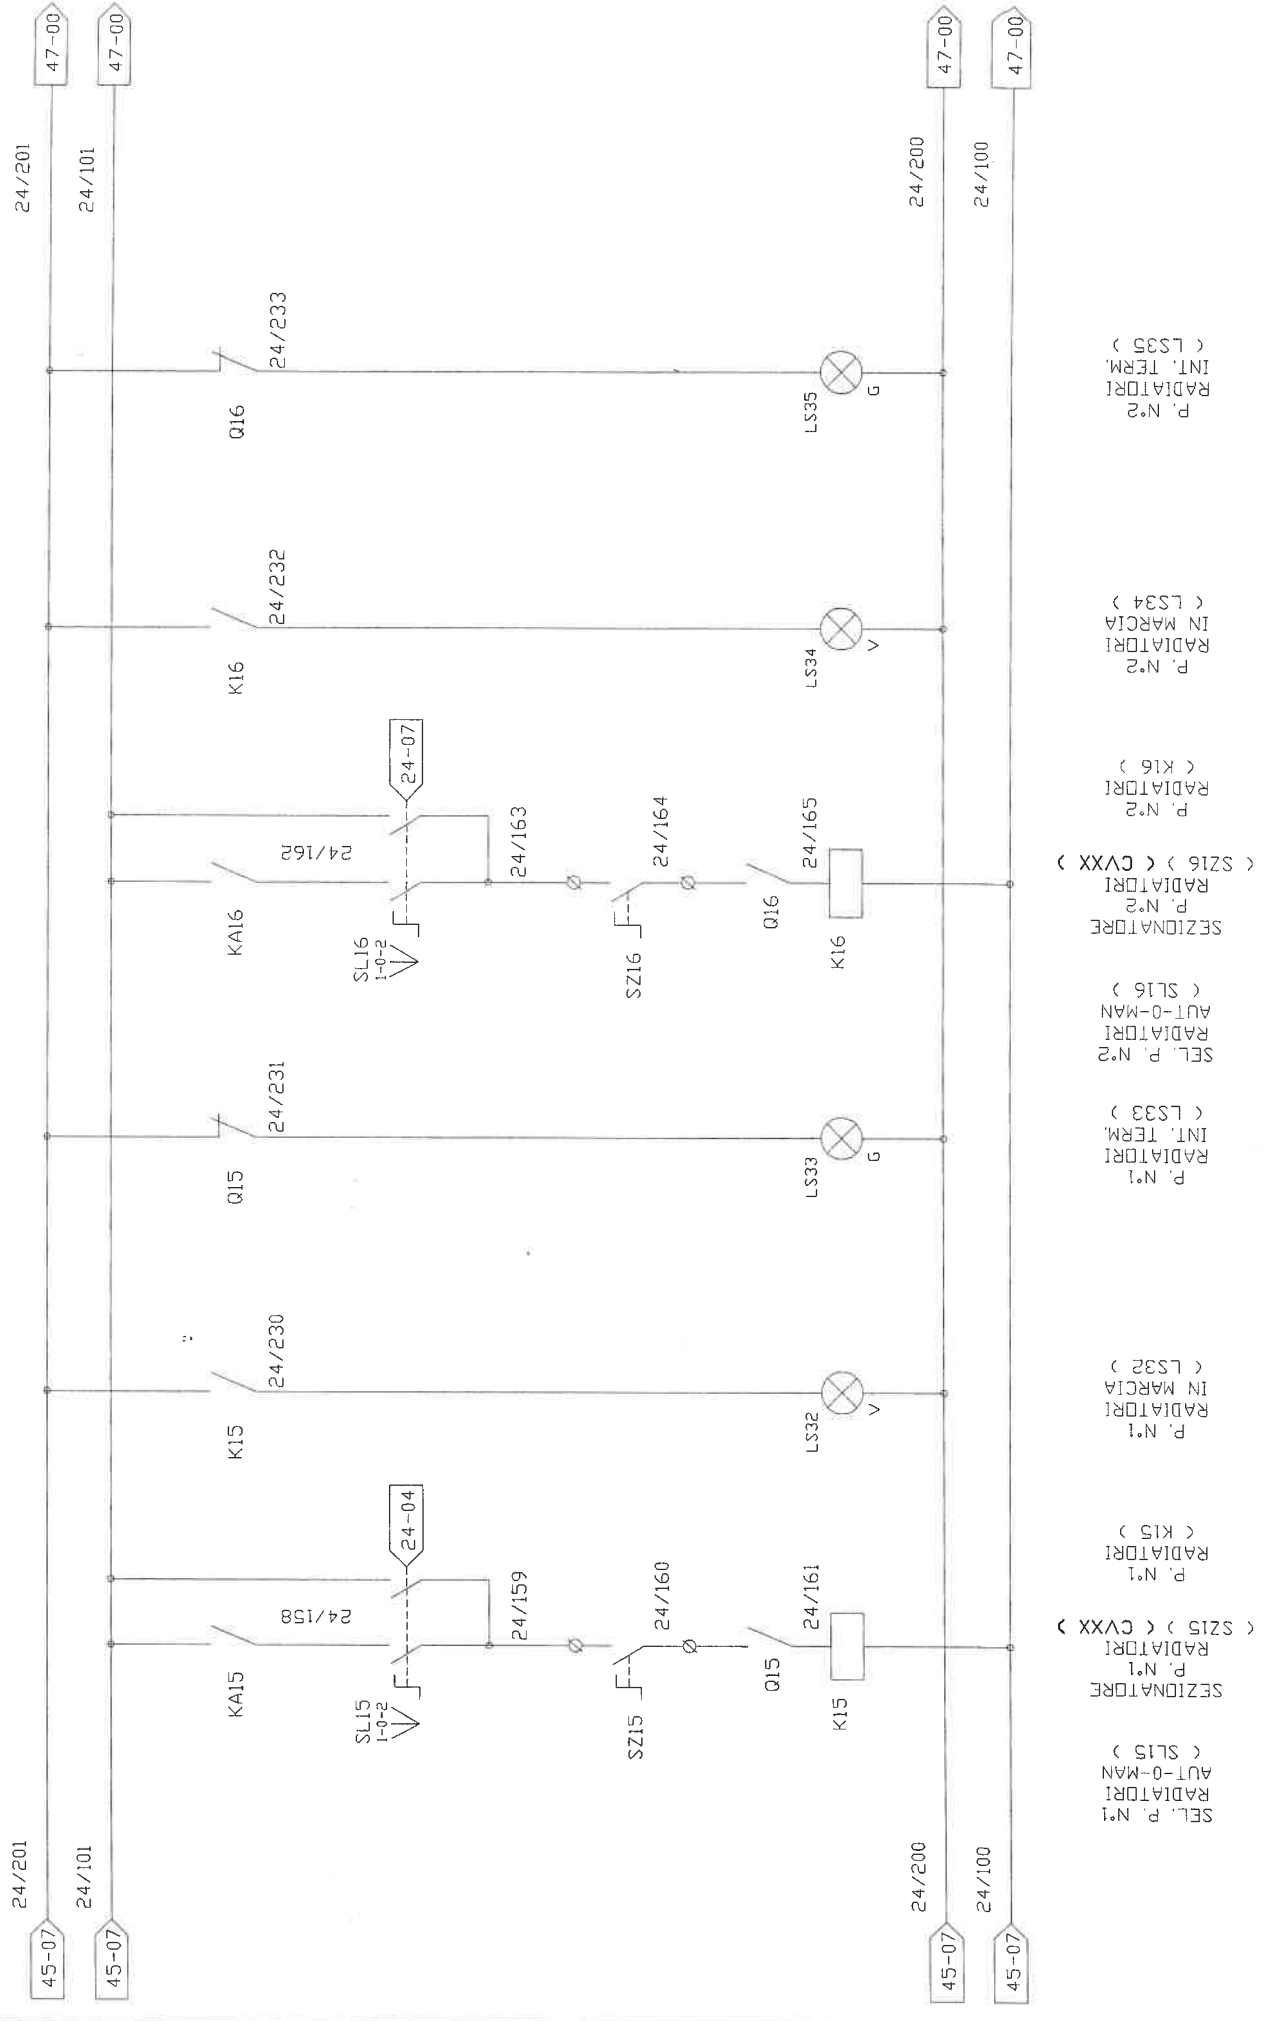 45-07
24/201
24/201
47-00
45-07
24/101
24/101
47-00
KA15
24/158
SL15
1-0-2
24-04
24/159
SZ15
24/160
Q15
24/161
K15
K15
24/230
LS32
V
Q15
24/231
LS33
G
KA16
24/162
SL16
1-0-2
24-07
24/163
SZ16
24/164
Q16
24/165
K16
K16
24/232
LS34
V
Q16
24/233
LS35
G
45-07
24/200
24/200
47-00
45-07
24/100
24/100
47-00
SEL. P. N°1
RADIATORI
AUT-0-MAN
( SL15 )
SEZIONATORE
P. N°1
RADIATORI
( SZ15 ) ( CVXX )
P. N°1
RADIATORI
( K15 )
P. N°1
RADIATORI
IN MARCIA
( LS32 )
P. N°1
RADIATORI
INT. TERM.
( LS33 )
SEL. P. N°2
RADIATORI
AUT-0-MAN
( SL16 )
SEZIONATORE
P. N°2
RADIATORI
( SZ16 ) ( CVXX )
P. N°2
RADIATORI
( K16 )
P. N°2
RADIATORI
IN MARCIA
( LS34 )
P. N°2
RADIATORI
INT. TERM.
( LS35 )